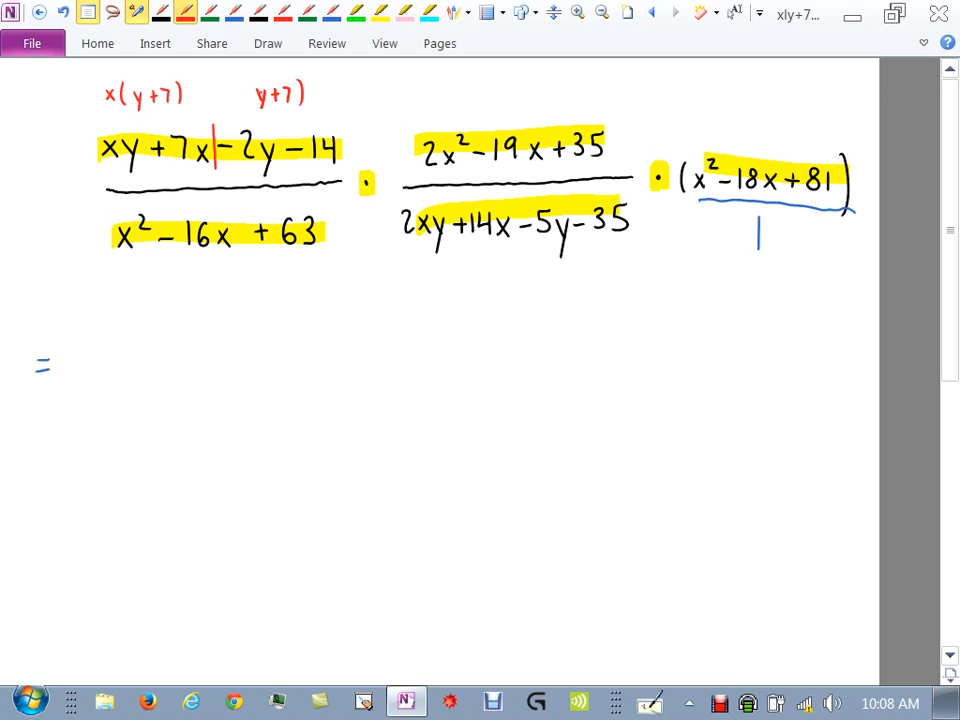 xly+7...
File Home Insert Share Draw Review View Pages
x(y+7) y+7)
xy + 7x | - 2y - 14
x² - 16x + 63
·
2x² - 19x + 35
2xy + 14x - 5y - 35
· (x² - 18x + 81)
1
=
10:08 AM